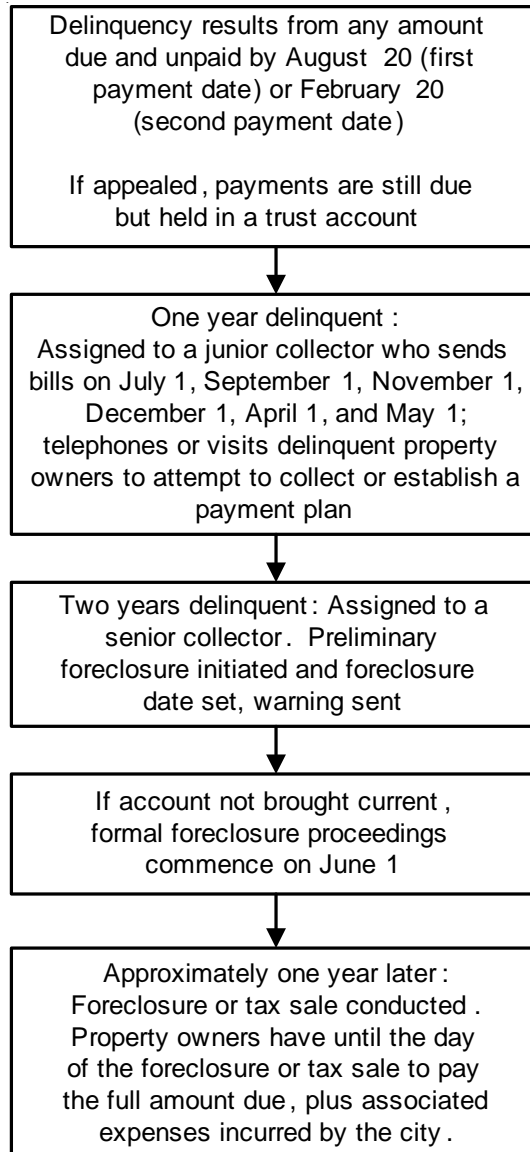 Delinquency results from any amount
due and unpaid by August 20 (first
payment date) or February 20
(second payment date)
If appealed, payments are still due
but held in a trust account
One year delinquent :
Assigned to a junior collector who sends
bills on July 1, September 1, November 1,
December 1, April 1, and May 1;
telephones or visits delinquent property
owners to attempt to collect or establish a
payment plan
Two years delinquent: Assigned to a
senior collector. Preliminary
foreclosure initiated and foreclosure
date set, warning sent
If account not brought current ,
formal foreclosure proceedings
commence on June 1
Approximately one year later :
Foreclosure or tax sale conducted .
Property owners have until the day
of the foreclosure or tax sale to pay
the full amount due, plus associated
expenses incurred by the city .